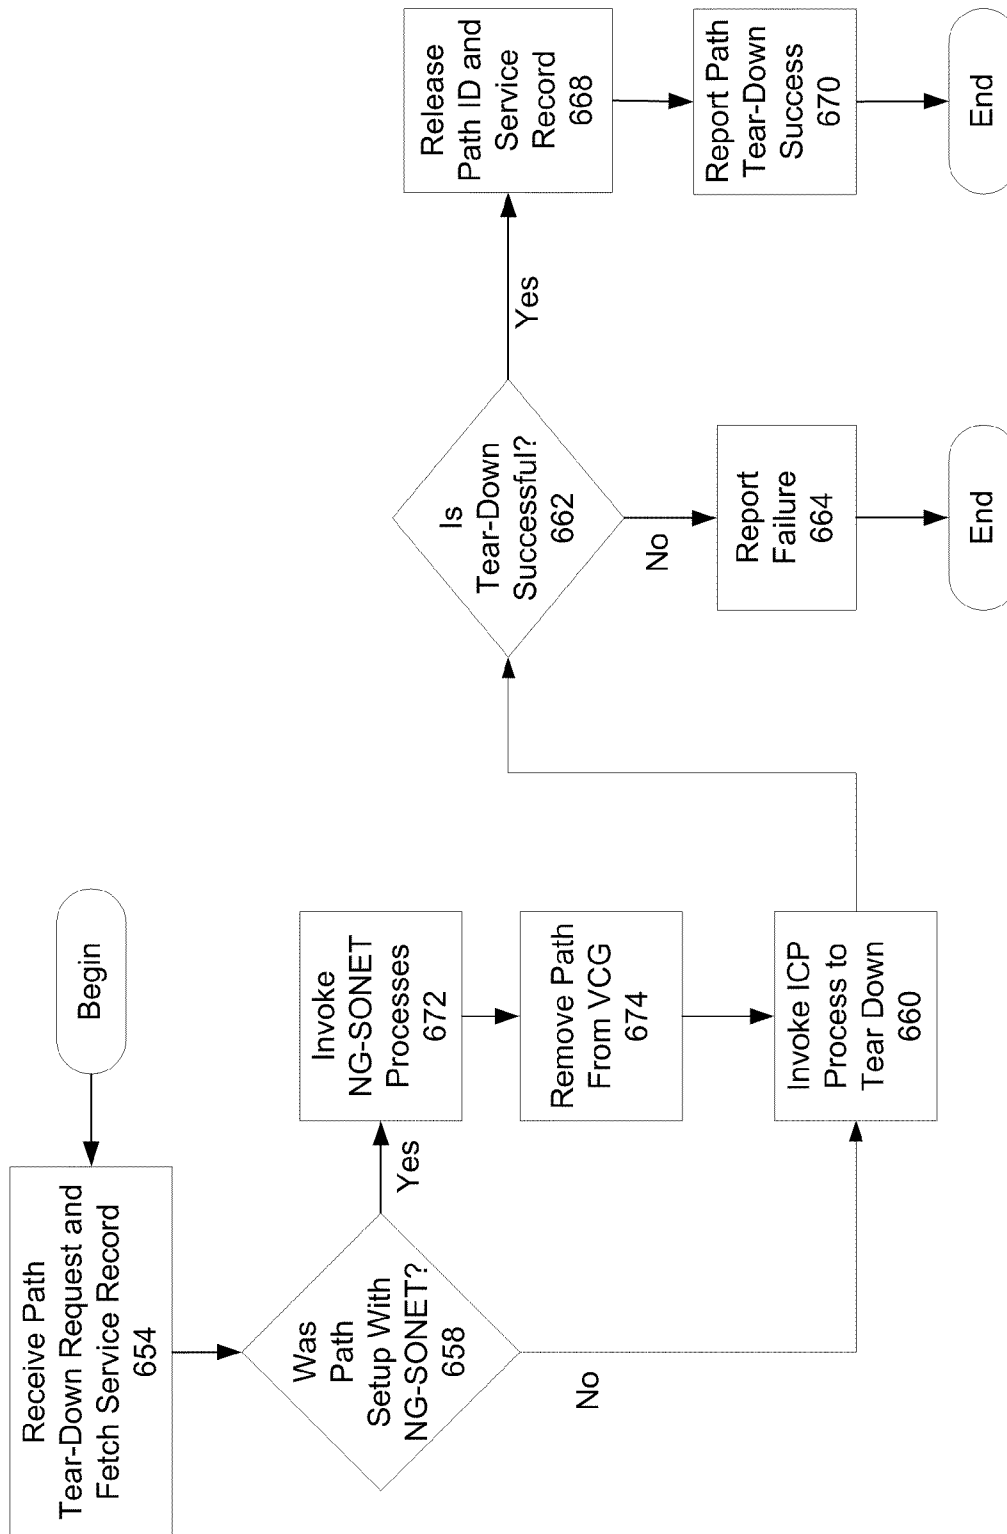 Begin
Receive Path
Tear-Down Request and
Fetch Service Record
654
Was
Path
Setup With
NG-SONET?
658
Yes
No
Invoke
NG-SONET
Processes
672
Remove Path
From VCG
674
Invoke ICP
Process to
Tear Down
660
Is
Tear-Down
Successful?
662
Yes
No
Report
Failure
664
End
Release
Path ID and
Service
Record
668
Report Path
Tear-Down
Success
670
End